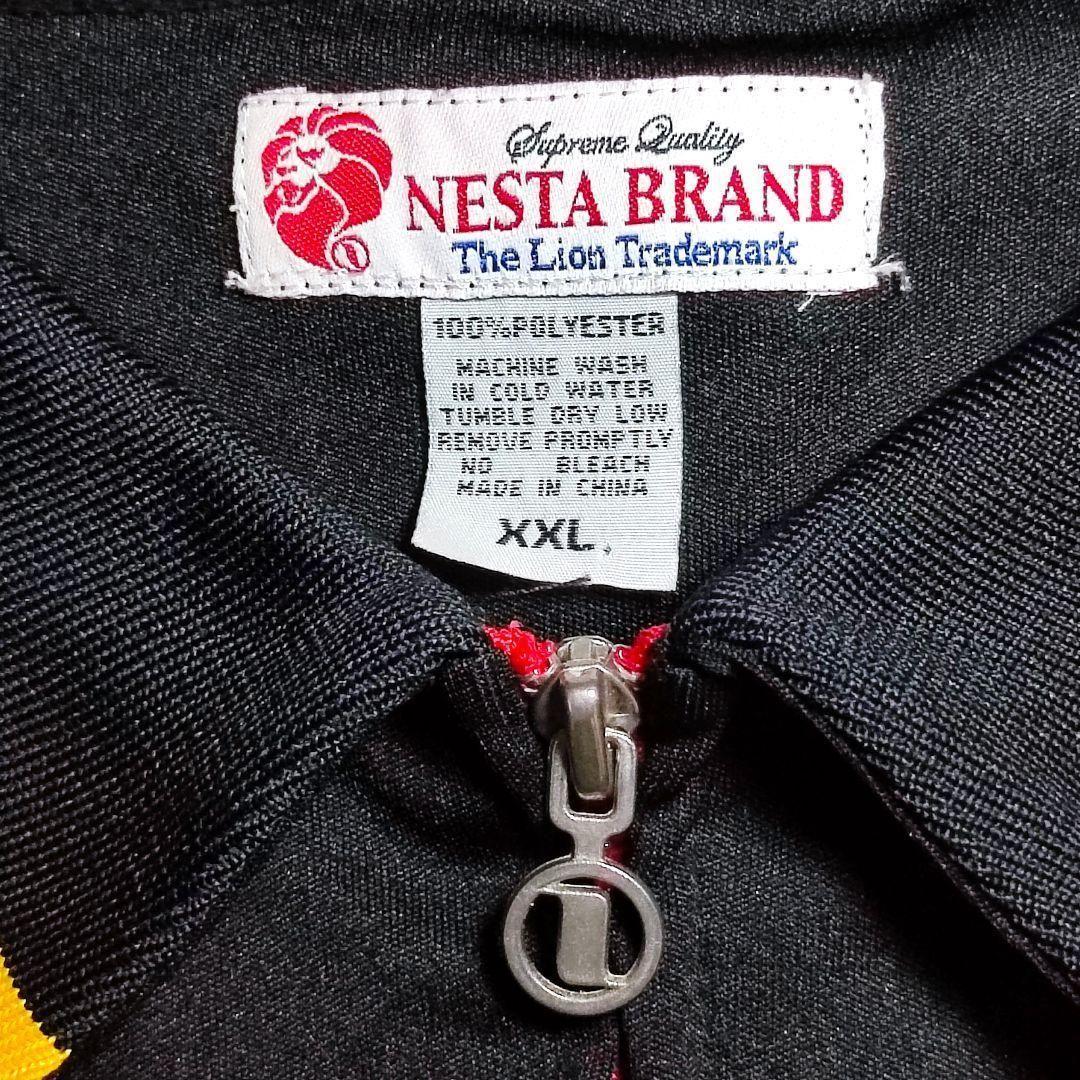 Supreme Quality
NESTA BRAND
The Lion Trademark
100%POLYESTER
MACHINE WASH
IN COLD WATER
TUMBLE DRY LOW
REMOVE PROMPTLY
NO BLEACH
MADE IN CHINA
XXL